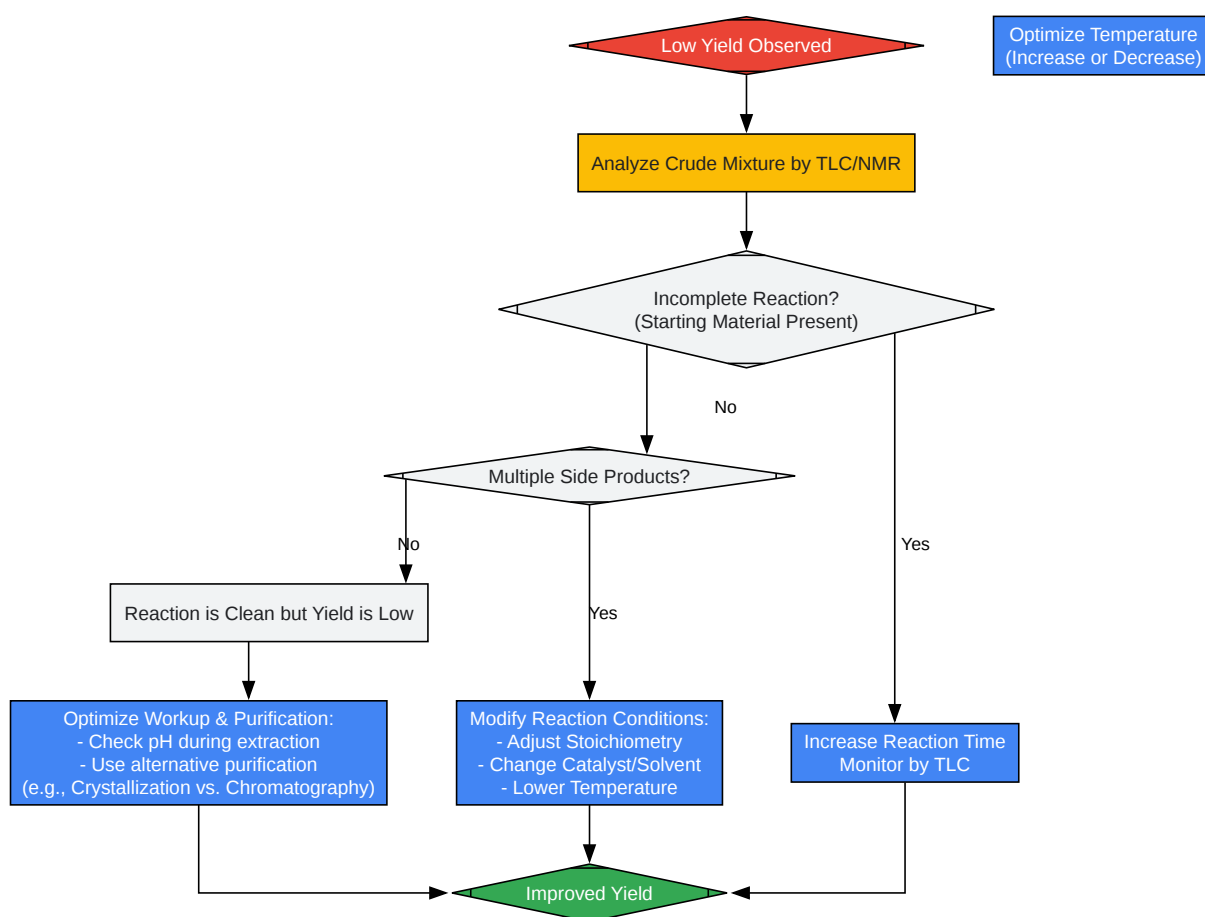 Low Yield Observed
Optimize Temperature
(Increase or Decrease)
Analyze Crude Mixture by TLC/NMR
Incomplete Reaction?
(Starting Material Present)
No
Multiple Side Products?
No
Yes
Yes
Reaction is Clean but Yield is Low
Optimize Workup & Purification:
- Check pH during extraction
- Use alternative purification
(e.g., Crystallization vs. Chromatography)
Modify Reaction Conditions:
- Adjust Stoichiometry
- Change Catalyst/Solvent
- Lower Temperature
Increase Reaction Time
Monitor by TLC
Improved Yield